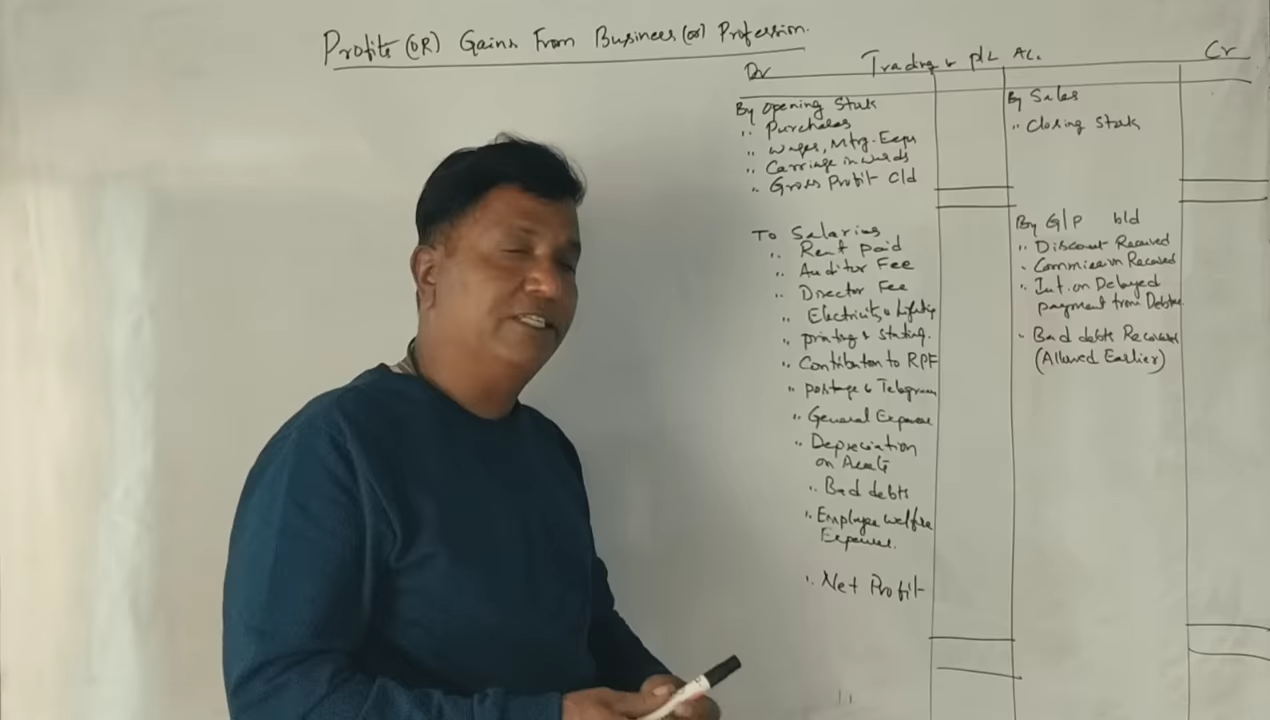 Profits (OR) Gains From Business (or) Profession.
Dr Trading & P/L A/c. Cr
By Opening Stock
" Purchases
" Wages, Mfg. Exps
" Carriage inwards
" Gross Profit c/d
To Salaries
" Rent paid
" Auditor Fee
" Director Fee
" Electricity & Lighting
" printing & stating.
" Contribution to RPF
" postage & Telegram
" General Expense
" Depreciation
on Assets
" Bad debts
" Employee welfare
Expense.
" Net Profit
By Sales
" Closing Stock
By G/P b/d
" Discount Received
" Commission Received
" Int. on Delayed
payment from Debtors
" Bad debts Recovered
(Allowed Earlier)